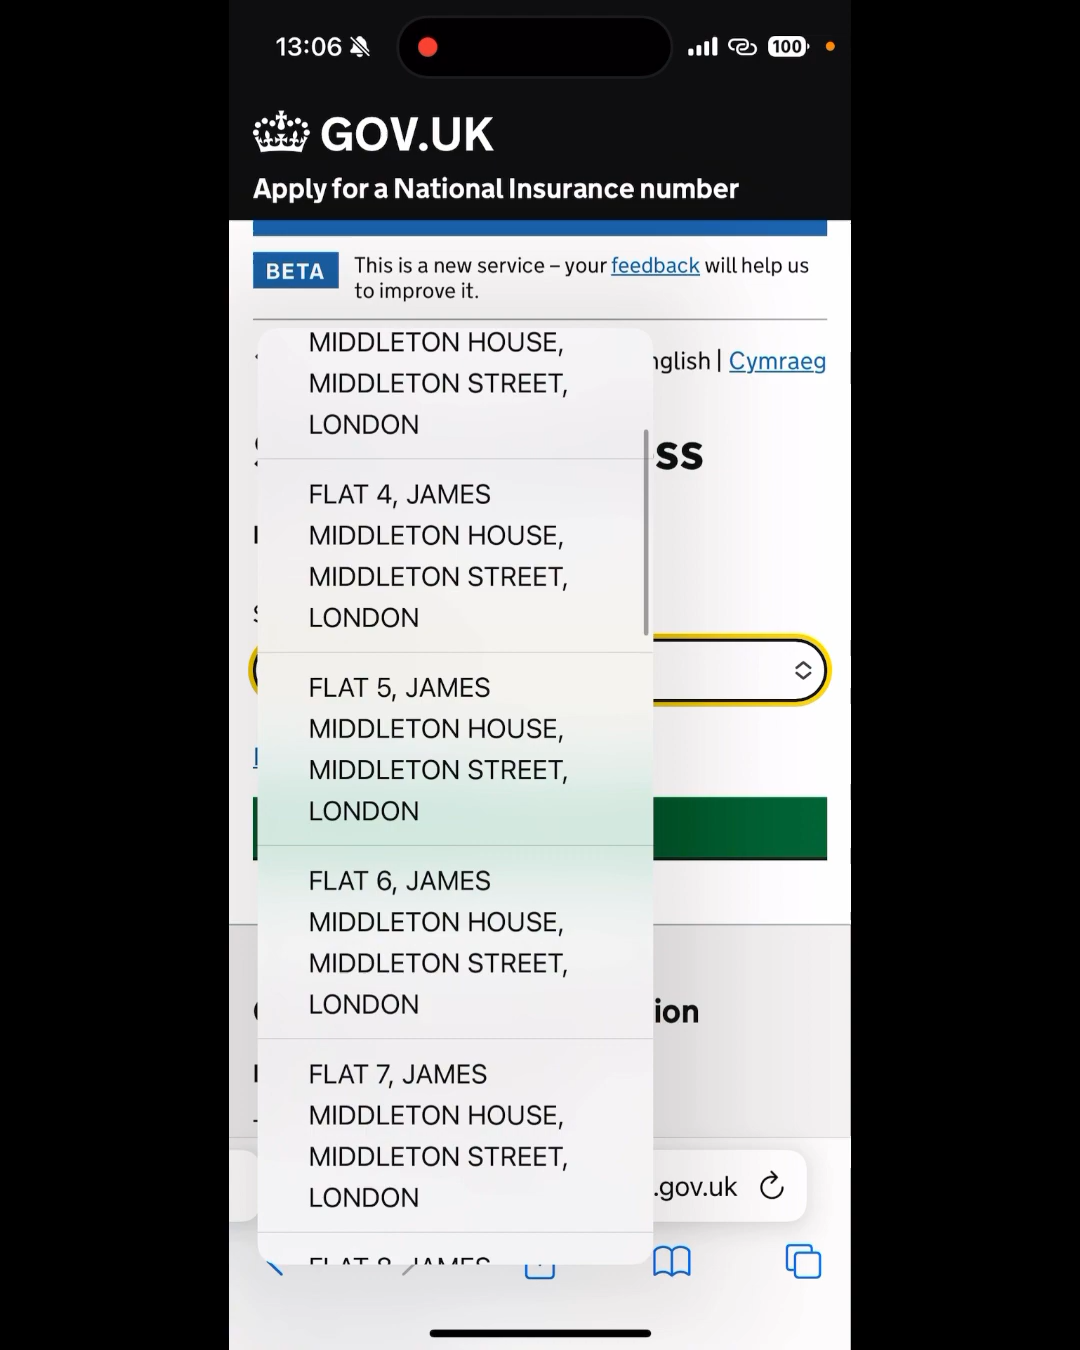 13:06
100
GOV.UK
Apply for a National Insurance number
BETA
This is a new service – your feedback will help us
to improve it.
MIDDLETON HOUSE,
MIDDLETON STREET,
LONDON
nglish | Cymraeg
ss
FLAT 4, JAMES
MIDDLETON HOUSE,
MIDDLETON STREET,
LONDON
FLAT 5, JAMES
MIDDLETON HOUSE,
MIDDLETON STREET,
LONDON
FLAT 6, JAMES
MIDDLETON HOUSE,
MIDDLETON STREET,
LONDON
ion
FLAT 7, JAMES
MIDDLETON HOUSE,
MIDDLETON STREET,
LONDON
.gov.uk
FLAT 8, JAMES